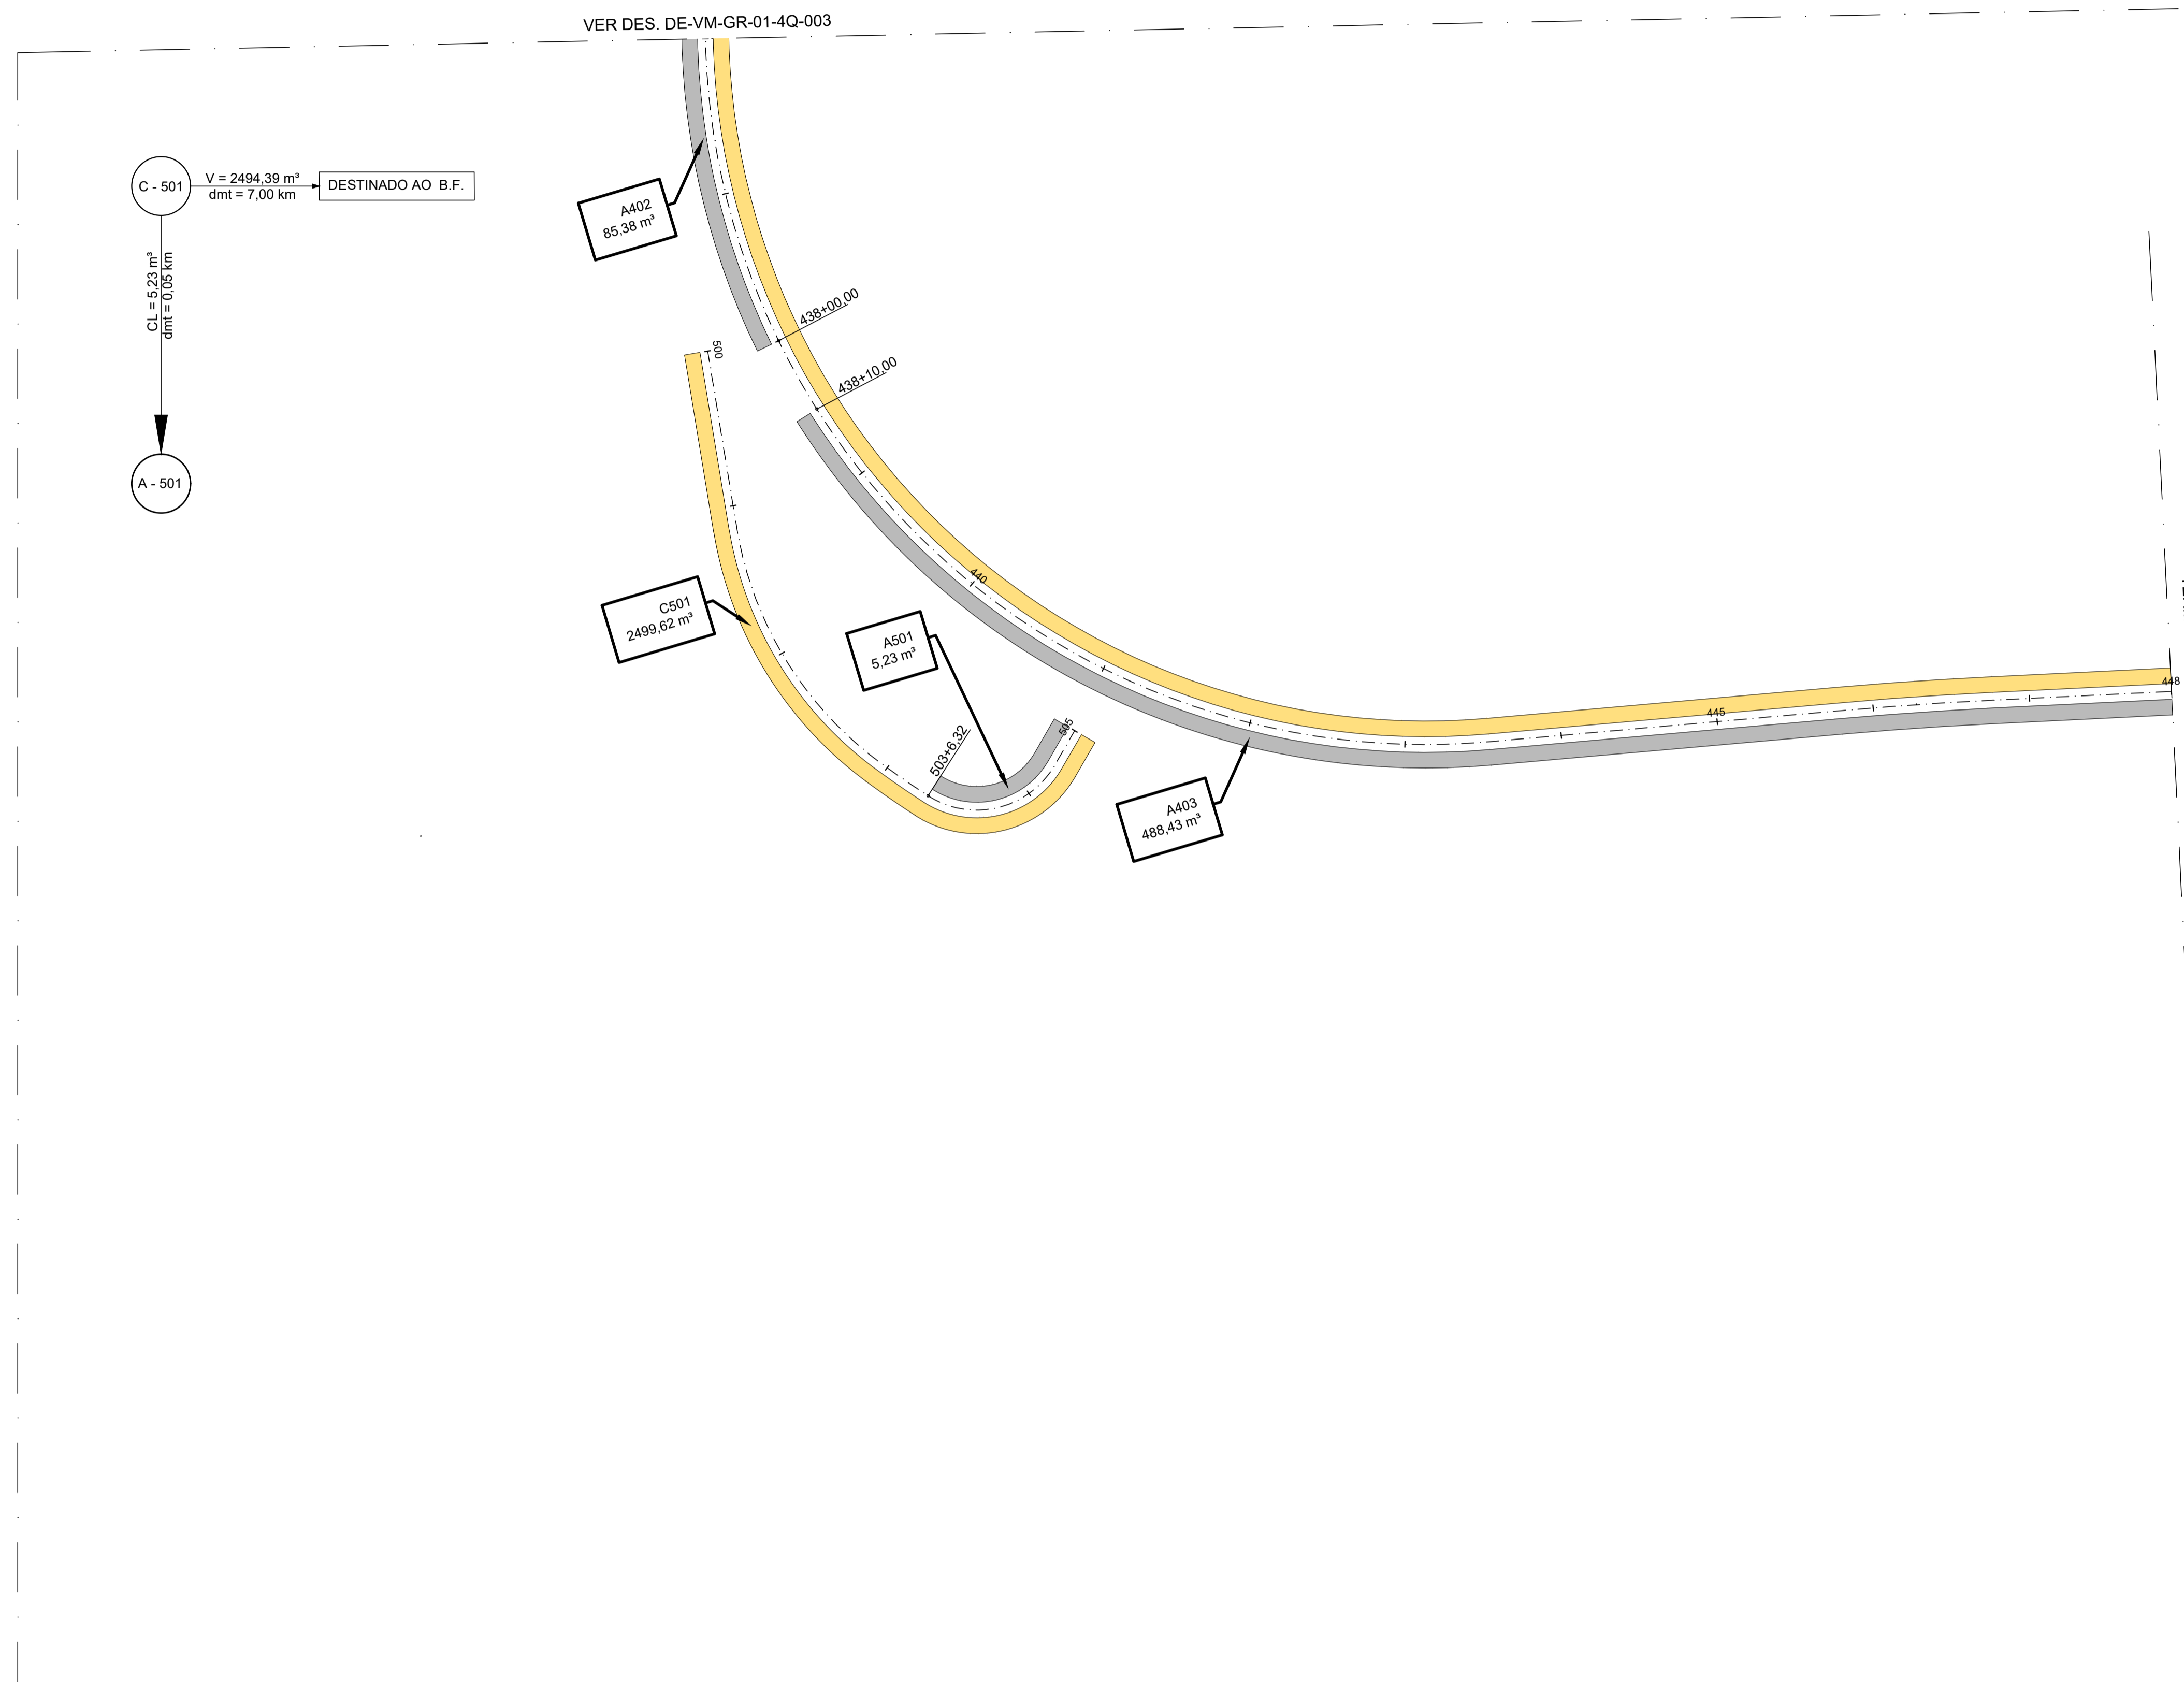 VER DES. DE-VM-GR-01-4Q-003
C - 501
V = 2494,39 m³
dmt = 7,00 km
DESTINADO AO B.F.
CL = 5,23 m³
dmt = 0,05 km
A - 501
A402
85,38 m³
438+00,00
438+10,00
500
440
C501
2499,62 m³
A501
5,23 m³
503+6,32
505
A403
488,43 m³
445
448